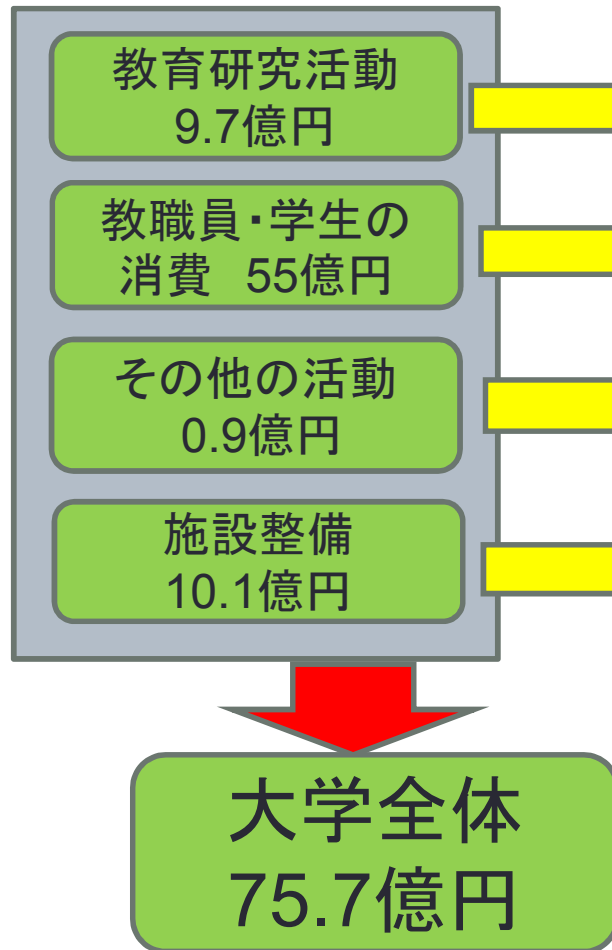 教育研究活動
9.7億円
教職員・学生の
消費　55億円
その他の活動
0.9億円
施設整備
10.1億円
大学全体
75.7億円